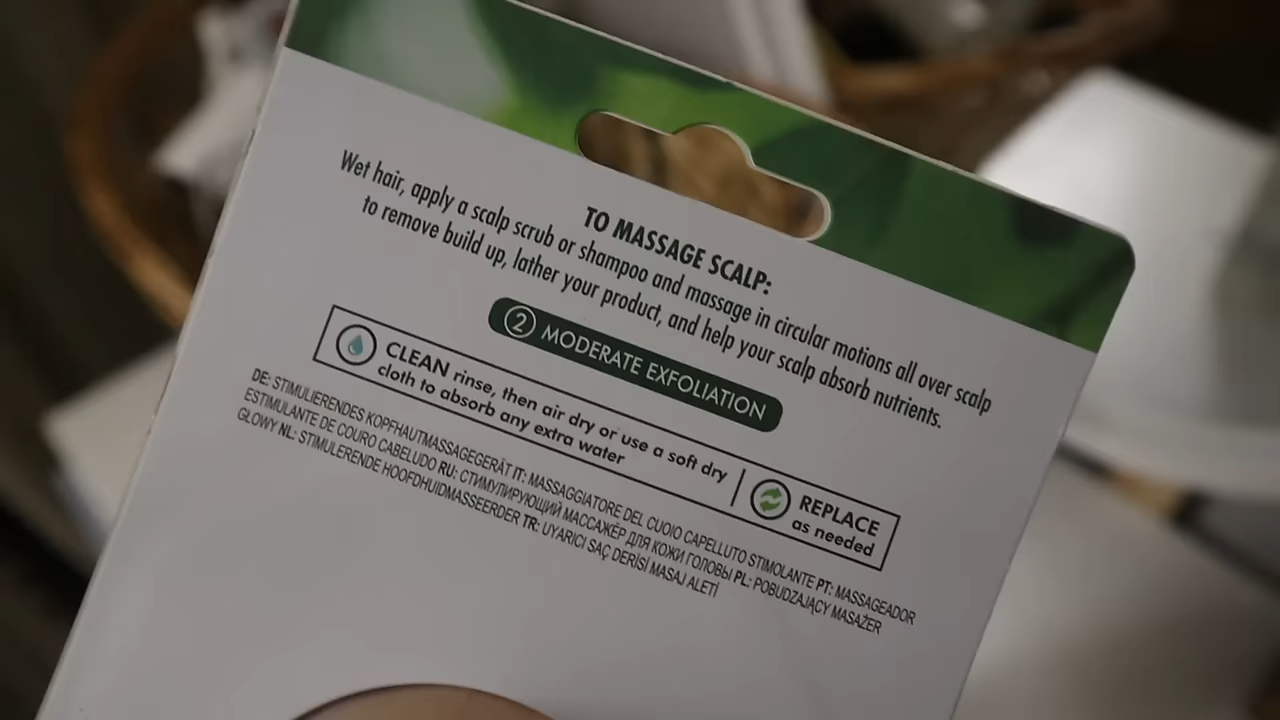 TO MASSAGE SCALP:
Wet hair, apply a scalp scrub or shampoo and massage in circular motions all over scalp
to remove build up, lather your product, and help your scalp absorb nutrients.
2 MODERATE EXFOLIATION
CLEAN rinse, then air dry or use a soft dry
cloth to absorb any extra water
REPLACE
as needed
DE: STIMULIERENDES KOPFHAUTMASSAGEGERÄT IT: MASSAGGIATORE DEL CUOIO CAPELLUTO STIMOLANTE PT: MASSAGEADOR
ESTIMULANTE DE COURO CABELUDO RU: СТИМУЛИРУЮЩИЙ МАССАЖЁР ДЛЯ КОЖИ ГОЛОВЫ PL: POBUDZAJĄCY MASAŻER
GŁOWY NL: STIMULERENDE HOOFDHUIDMASSEERDER TR: UYARICI SAÇ DERİSİ MASAJ ALETİ